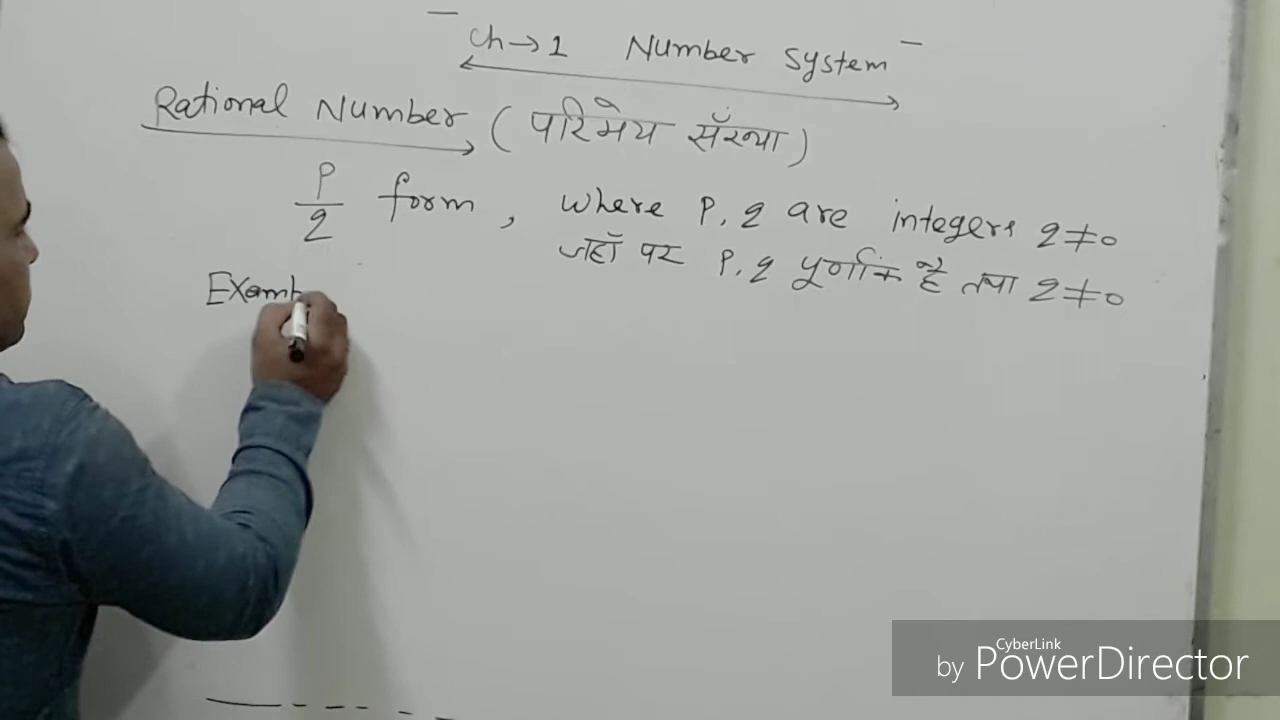 Ch→1 Number System
Rational Number (परिमेय सँख्या)
P/q form, where P, q are integers q≠0
जहाँ पर P, q पूर्णांक है तथा q≠0
Examp
CyberLink
by PowerDirector